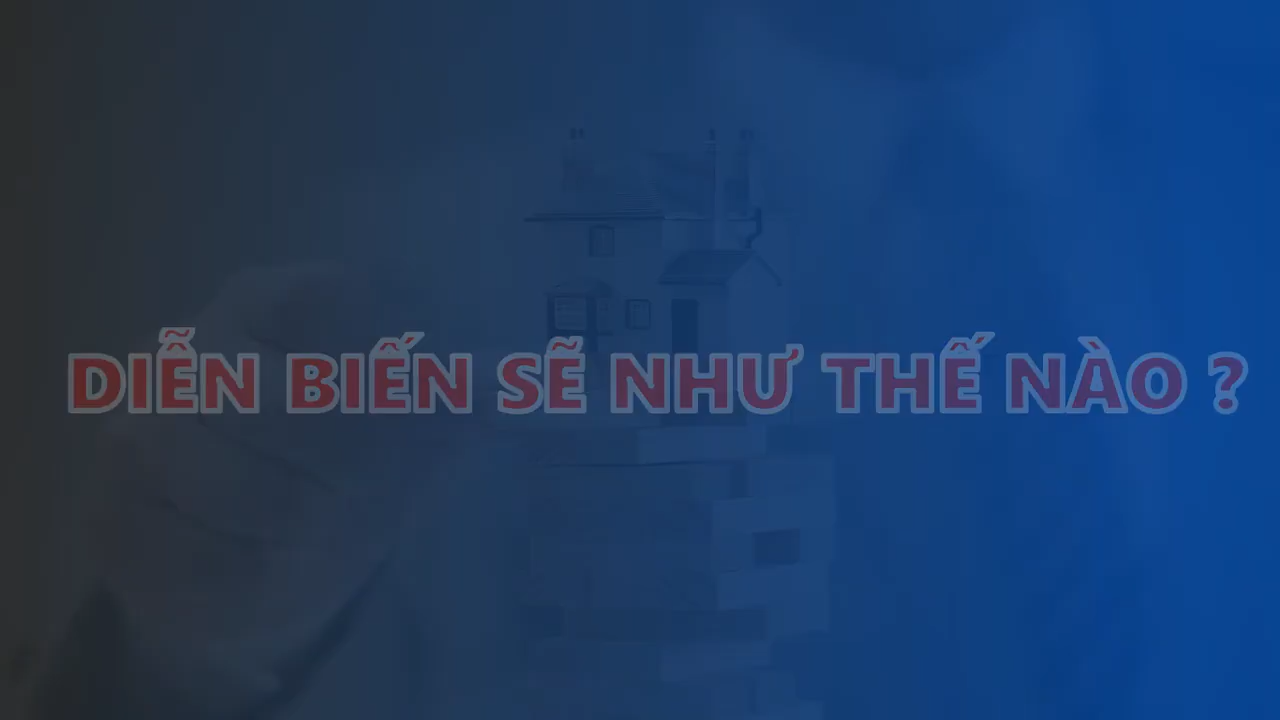 DIỄN BIẾN SẼ NHƯ THẾ NÀO ?